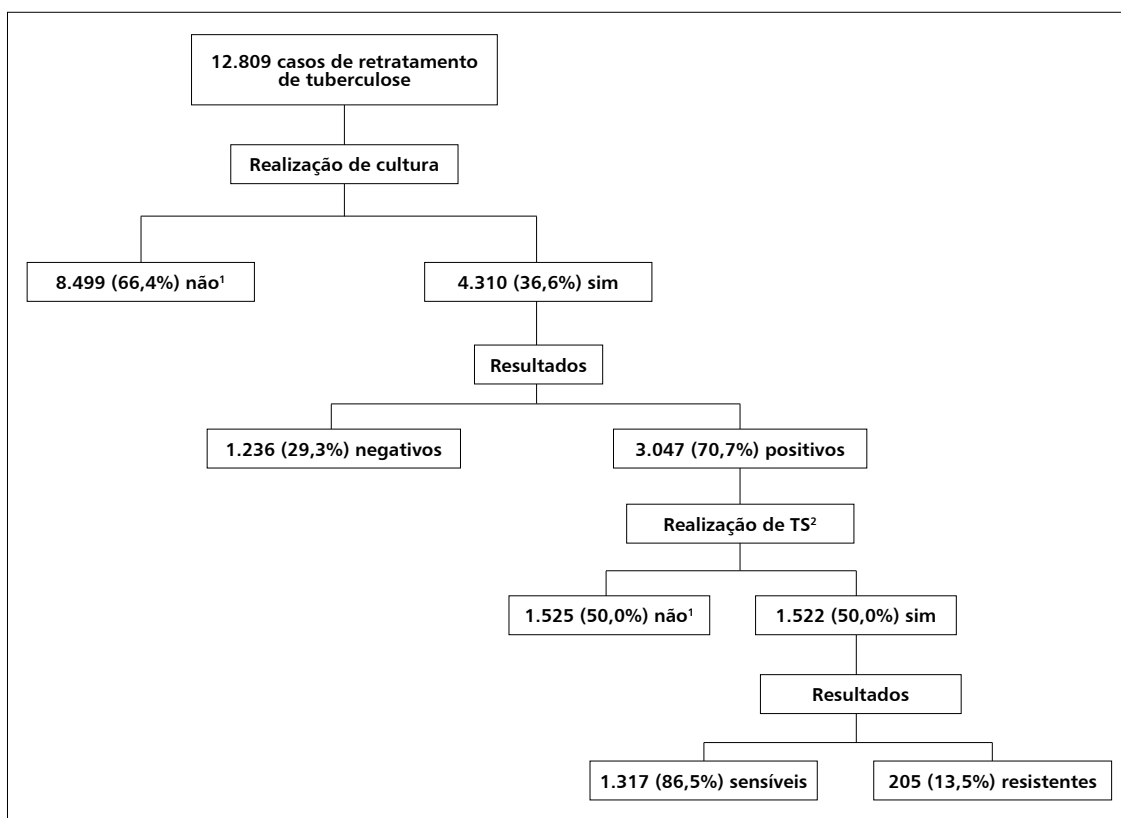 12.809 casos de retratamento
de tuberculose
Realização de cultura
8.499 (66,4%) não¹
4.310 (36,6%) sim
Resultados
1.236 (29,3%) negativos
3.047 (70,7%) positivos
Realização de TS²
1.525 (50,0%) não¹
1.522 (50,0%) sim
Resultados
1.317 (86,5%) sensíveis
205 (13,5%) resistentes